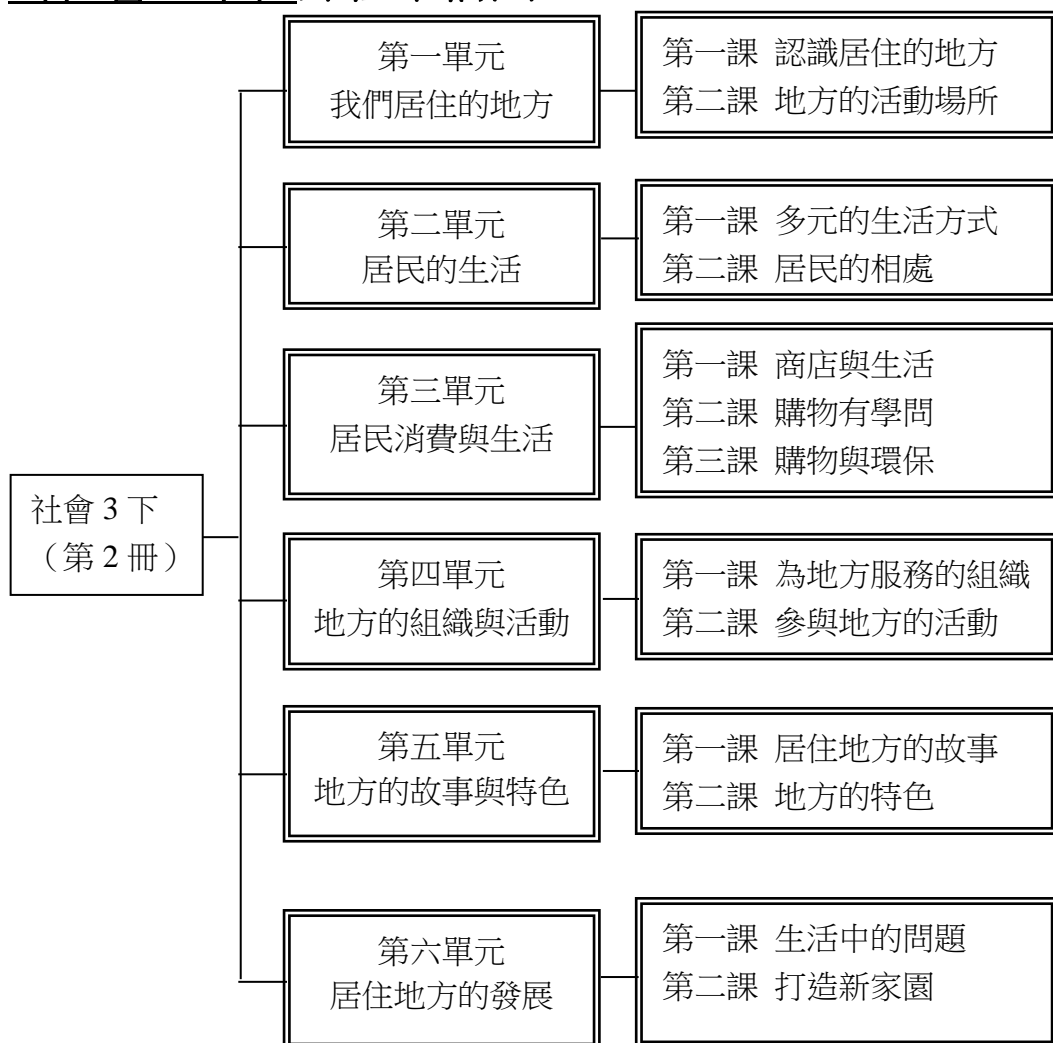 社會 3 下
（第 2 冊）
第一單元
我們居住的地方
第一課 認識居住的地方
第二課 地方的活動場所
第二單元
居民的生活
第一課 多元的生活方式
第二課 居民的相處
第三單元
居民消費與生活
第一課 商店與生活
第二課 購物有學問
第三課 購物與環保
第四單元
地方的組織與活動
第一課 為地方服務的組織
第二課 參與地方的活動
第五單元
地方的故事與特色
第一課 居住地方的故事
第二課 地方的特色
第六單元
居住地方的發展
第一課 生活中的問題
第二課 打造新家園